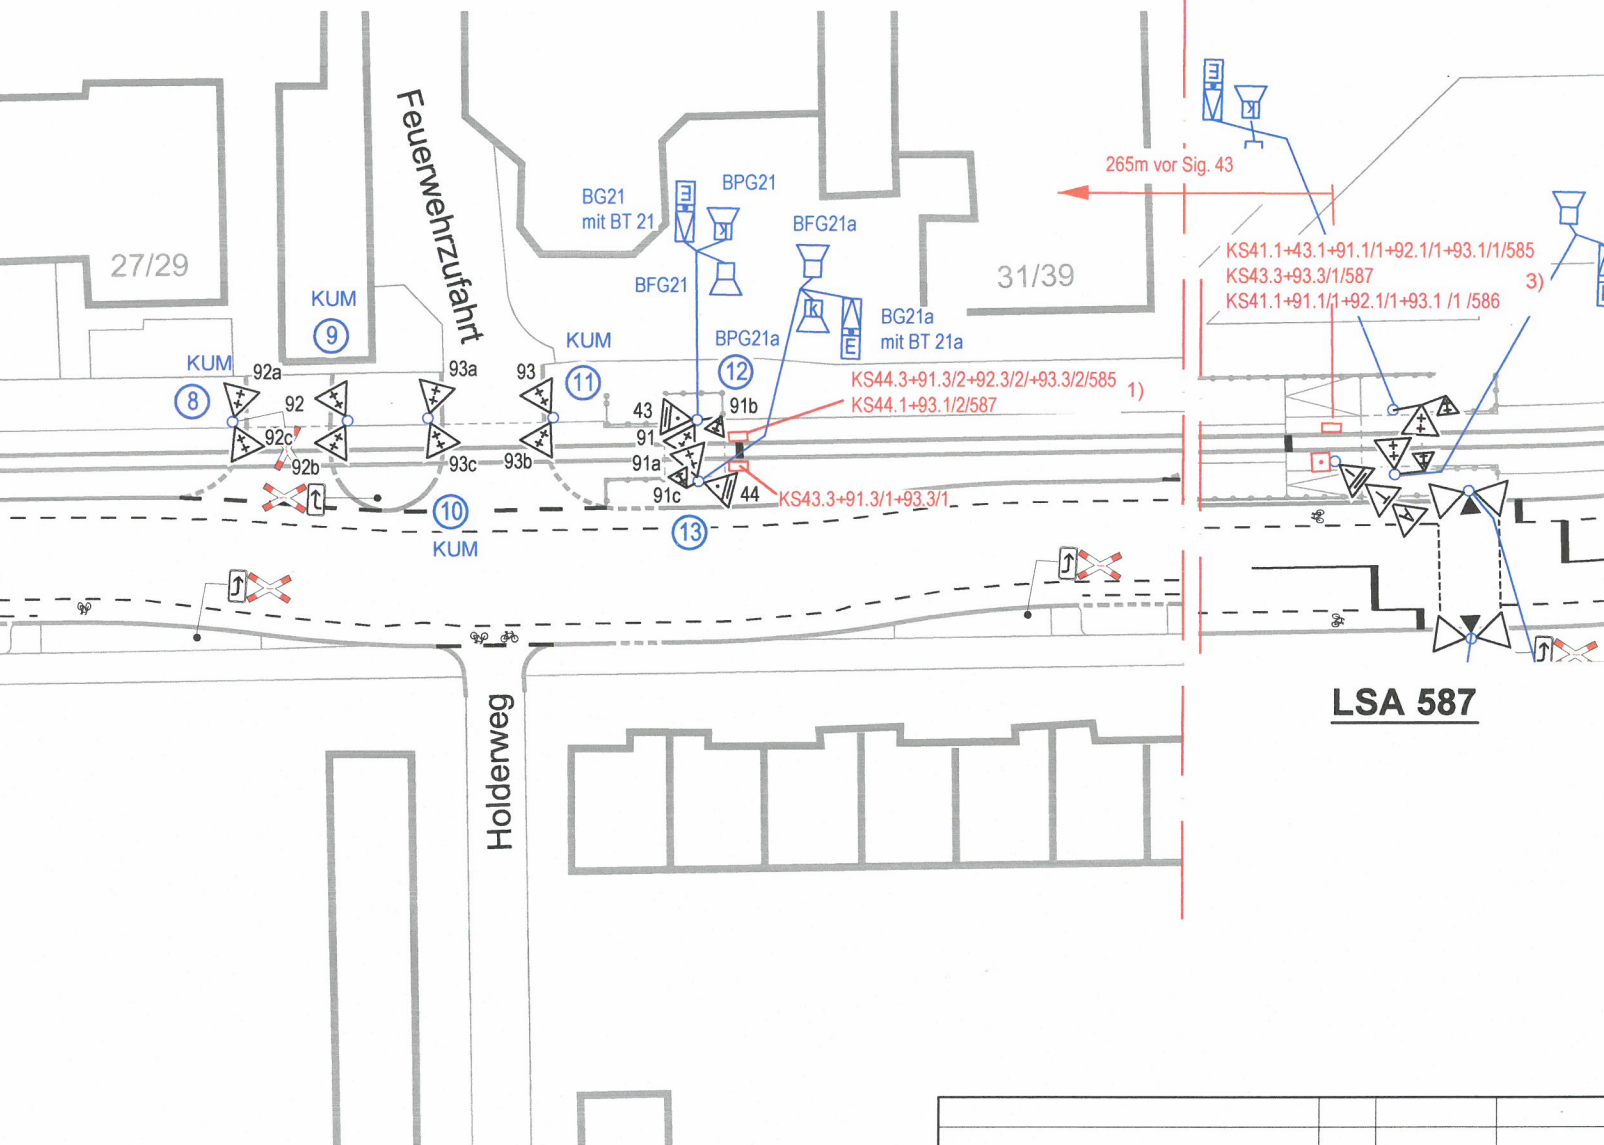 Feuerwehrzufahrt
27/29
31/39
265m vor Sig. 43
BG21
mit BT 21
BPG21
BFG21
BFG21a
BPG21a
BG21a
mit BT 21a
E
K
K
E
E
K
KS41.1+43.1+91.1/1+92.1/1+93.1/1/585
KS43.3+93.3/1/587
KS41.1+91.1/1+92.1/1+93.1 /1 /586
3)
KUM
9
KUM
8
KUM
11
12
92a
92
92c
92b
93a
93c
93
93b
43
91
91a
91c
91b
44
KS44.3+91.3/2+92.3/2/+93.3/2/585
KS44.1+93.1/2/587
1)
KS43.3+91.3/1+93.3/1
10
KUM
13
A
Holderweg
LSA 587